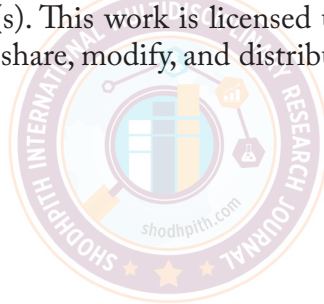 (s). This work is licensed
share, modify, and distribu
SHODHPITH INTERNATIONAL MULTIDISCIPLINARY RESEARCH JOURNAL
shodhpith.com